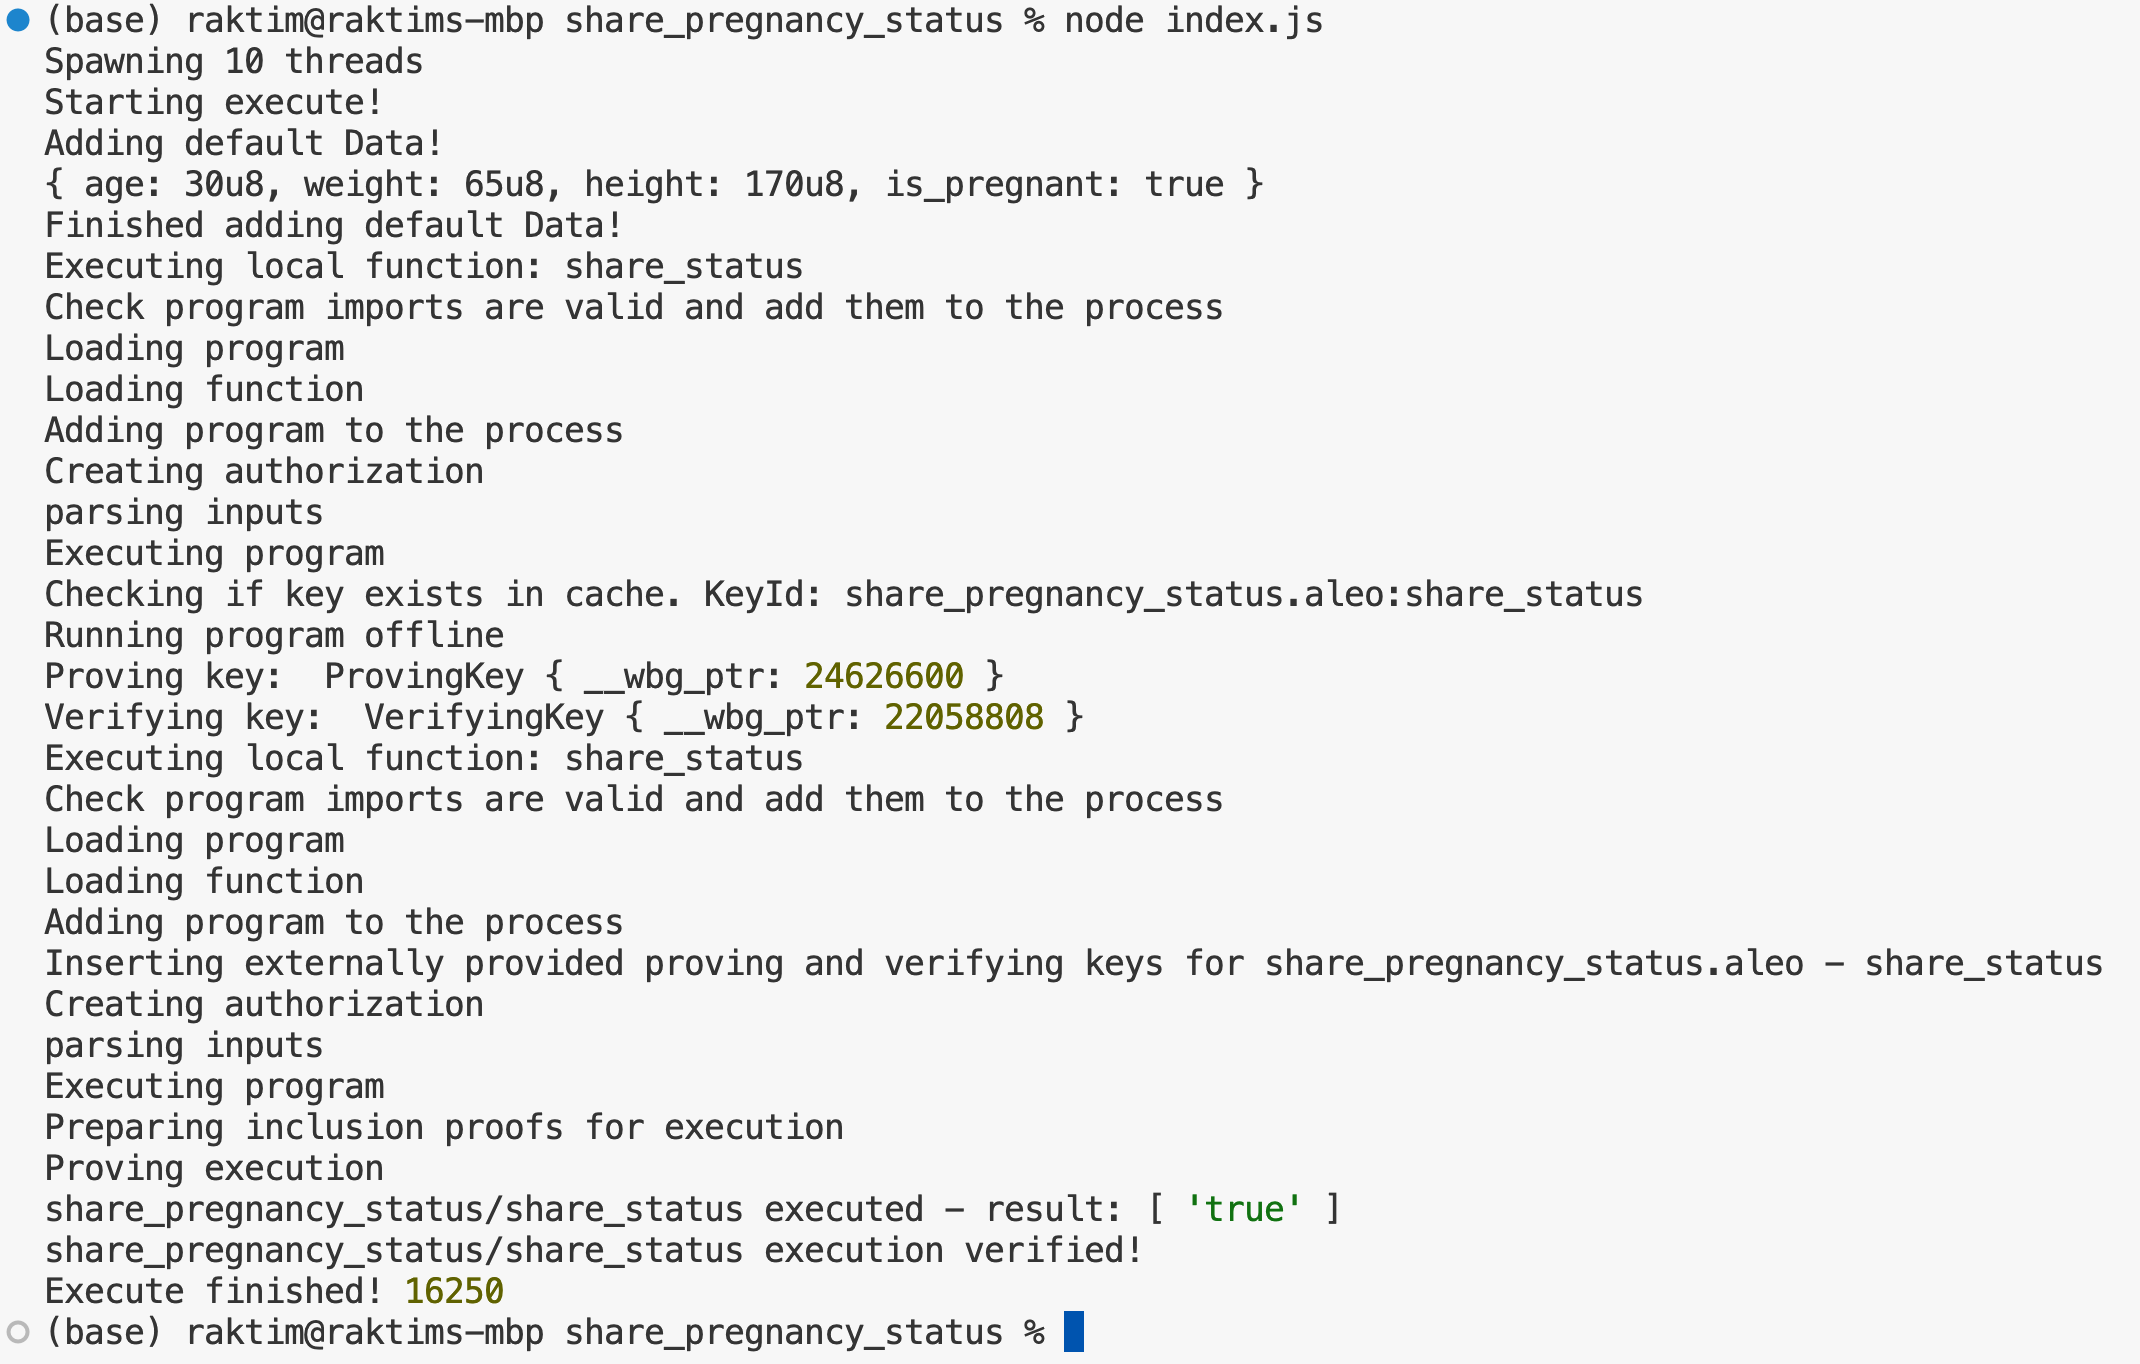 (base) raktim@raktims-mbp share_pregnancy_status % node index.js
Spawning 10 threads
Starting execute!
Adding default Data!
{ age: 30u8, weight: 65u8, height: 170u8, is_pregnant: true }
Finished adding default Data!
Executing local function: share_status
Check program imports are valid and add them to the process
Loading program
Loading function
Adding program to the process
Creating authorization
parsing inputs
Executing program
Checking if key exists in cache. KeyId: share_pregnancy_status.aleo:share_status
Running program offline
Proving key:  ProvingKey { __wbg_ptr: 24626600 }
Verifying key:  VerifyingKey { __wbg_ptr: 22058808 }
Executing local function: share_status
Check program imports are valid and add them to the process
Loading program
Loading function
Adding program to the process
Inserting externally provided proving and verifying keys for share_pregnancy_status.aleo - share_status
Creating authorization
parsing inputs
Executing program
Preparing inclusion proofs for execution
Proving execution
share_pregnancy_status/share_status executed - result: [ 'true' ]
share_pregnancy_status/share_status execution verified!
Execute finished! 16250
(base) raktim@raktims-mbp share_pregnancy_status %